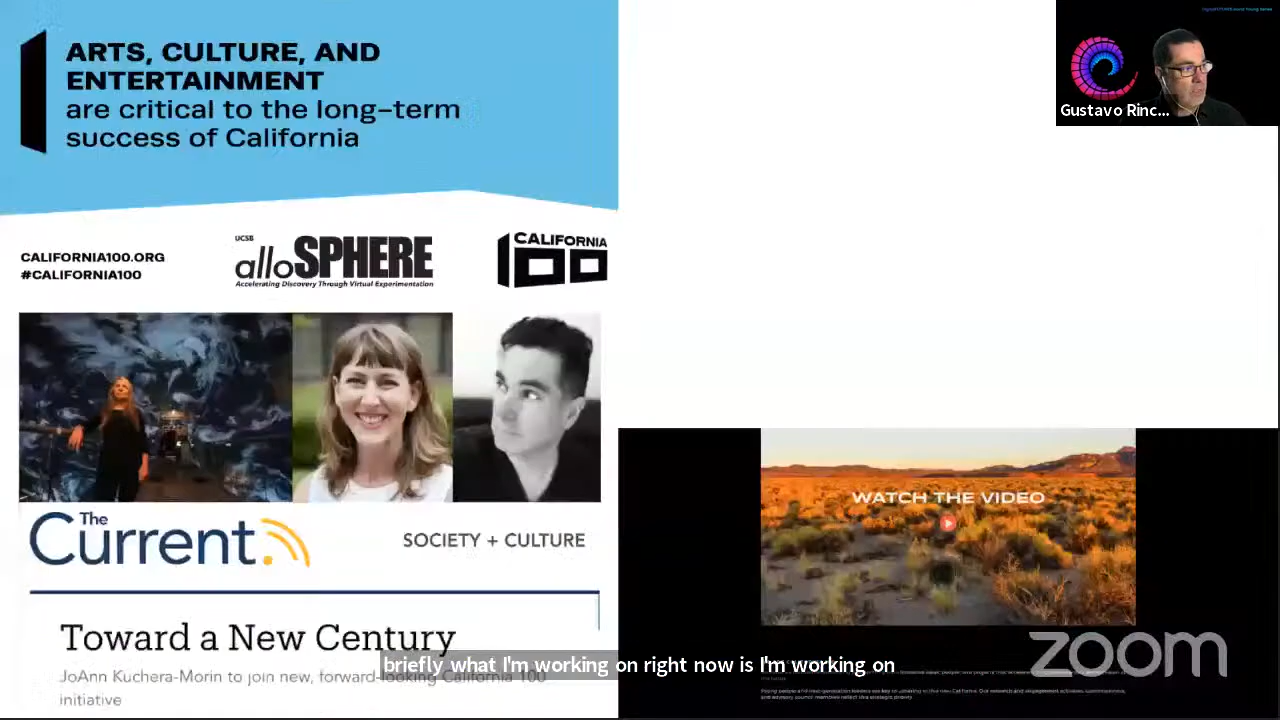 ARTS, CULTURE, AND
ENTERTAINMENT
are critical to the long-term
success of California
CALIFORNIA100.ORG
#CALIFORNIA100
UCSB
alloSPHERE
Accelerating Discovery Through Virtual Experimentation
CALIFORNIA
100
The
Current.
SOCIETY + CULTURE
Toward a New Century
JoAnn Kuchera-Morin to join new, forward-looking California 100
initiative
Gustavo Rinc...
WATCH THE VIDEO
zoom
briefly what I'm working on right now is I'm working on